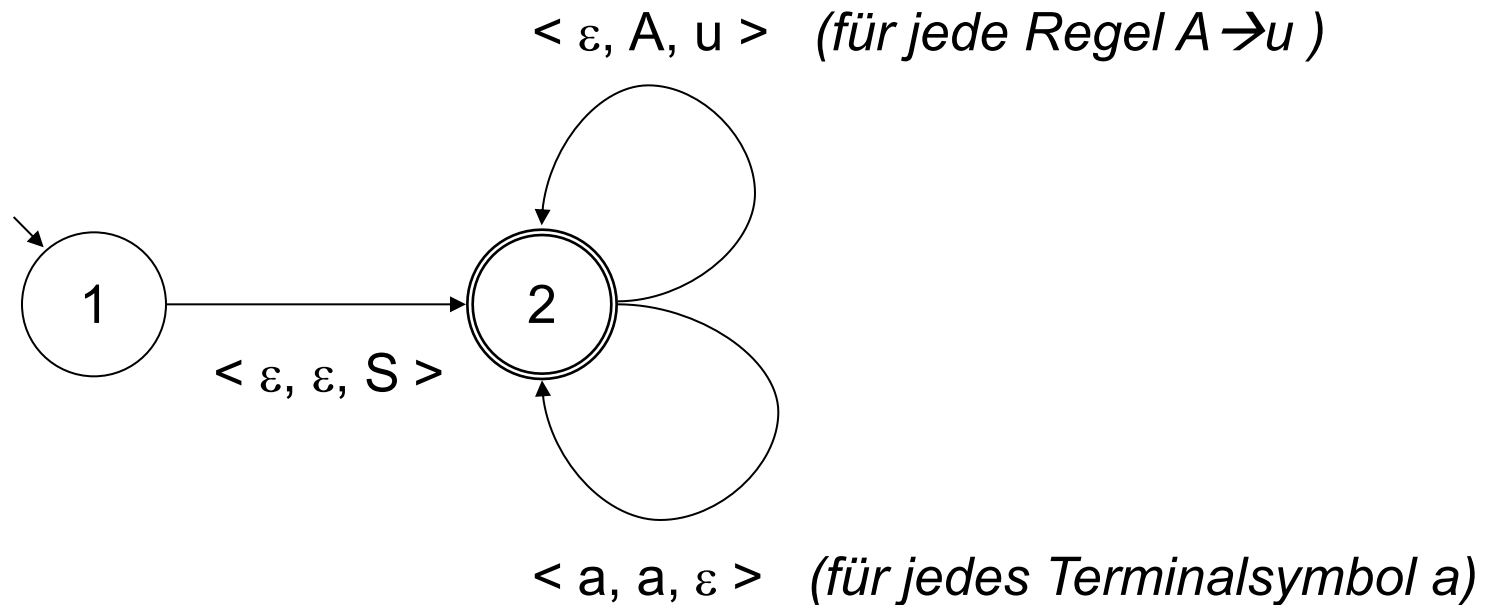 < ε, A, u > (für jede Regel A→u )
1
2
< ε, ε, S >
< a, a, ε > (für jedes Terminalsymbol a)